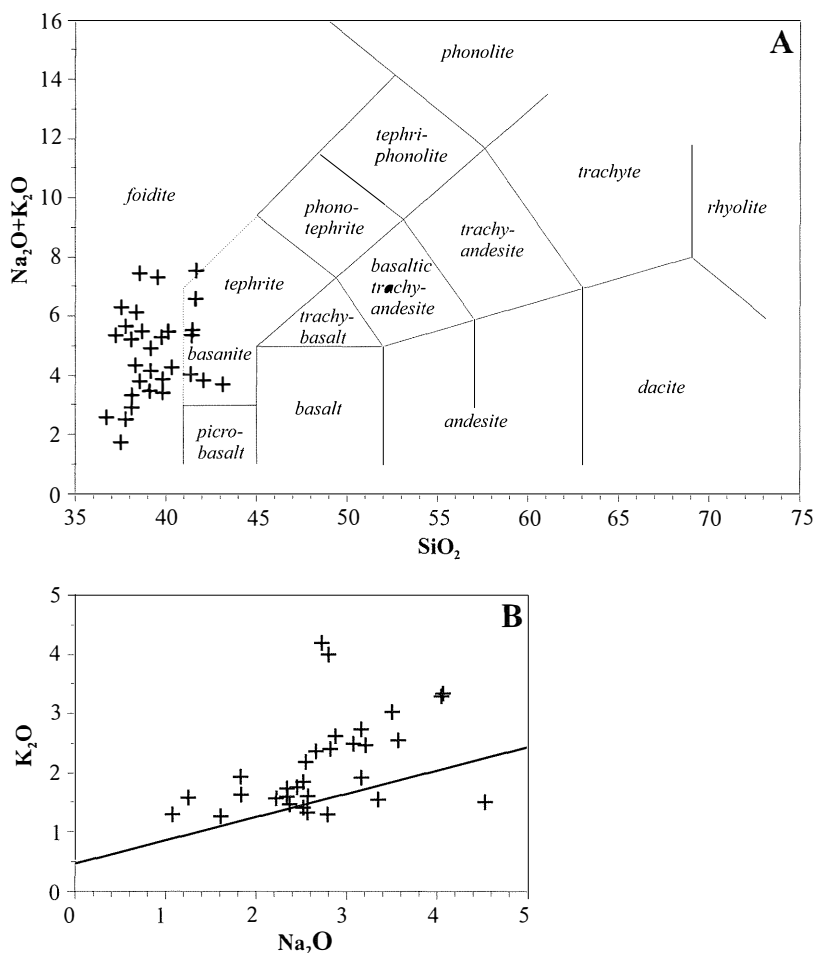 A
16
14
12
10
8
6
4
2
0
Na₂O+K₂O
phonolite
tephri-
phonolite
trachyte
foidite
phono-
tephrite
trachy-
andesite
rhyolite
tephrite
basaltic
trachy-
andesite
trachy-
basalt
basanite
basalt
andesite
dacite
picro-
basalt
35 40 45 50 55 60 65 70 75
SiO₂
B
5
4
3
2
1
0
K₂O
0 1 2 3 4 5
Na₂O